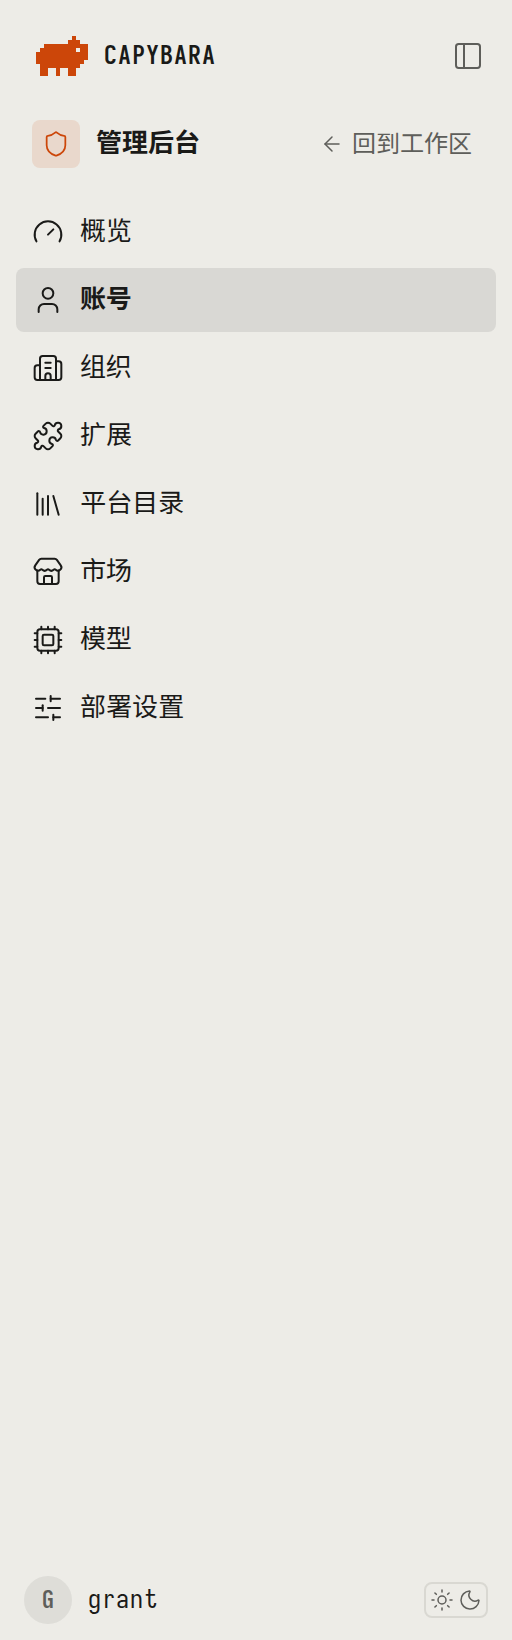 CAPYBARA
管理后台
回到工作区
概览
账号
组织
扩展
平台目录
市场
模型
部署设置
G
grant